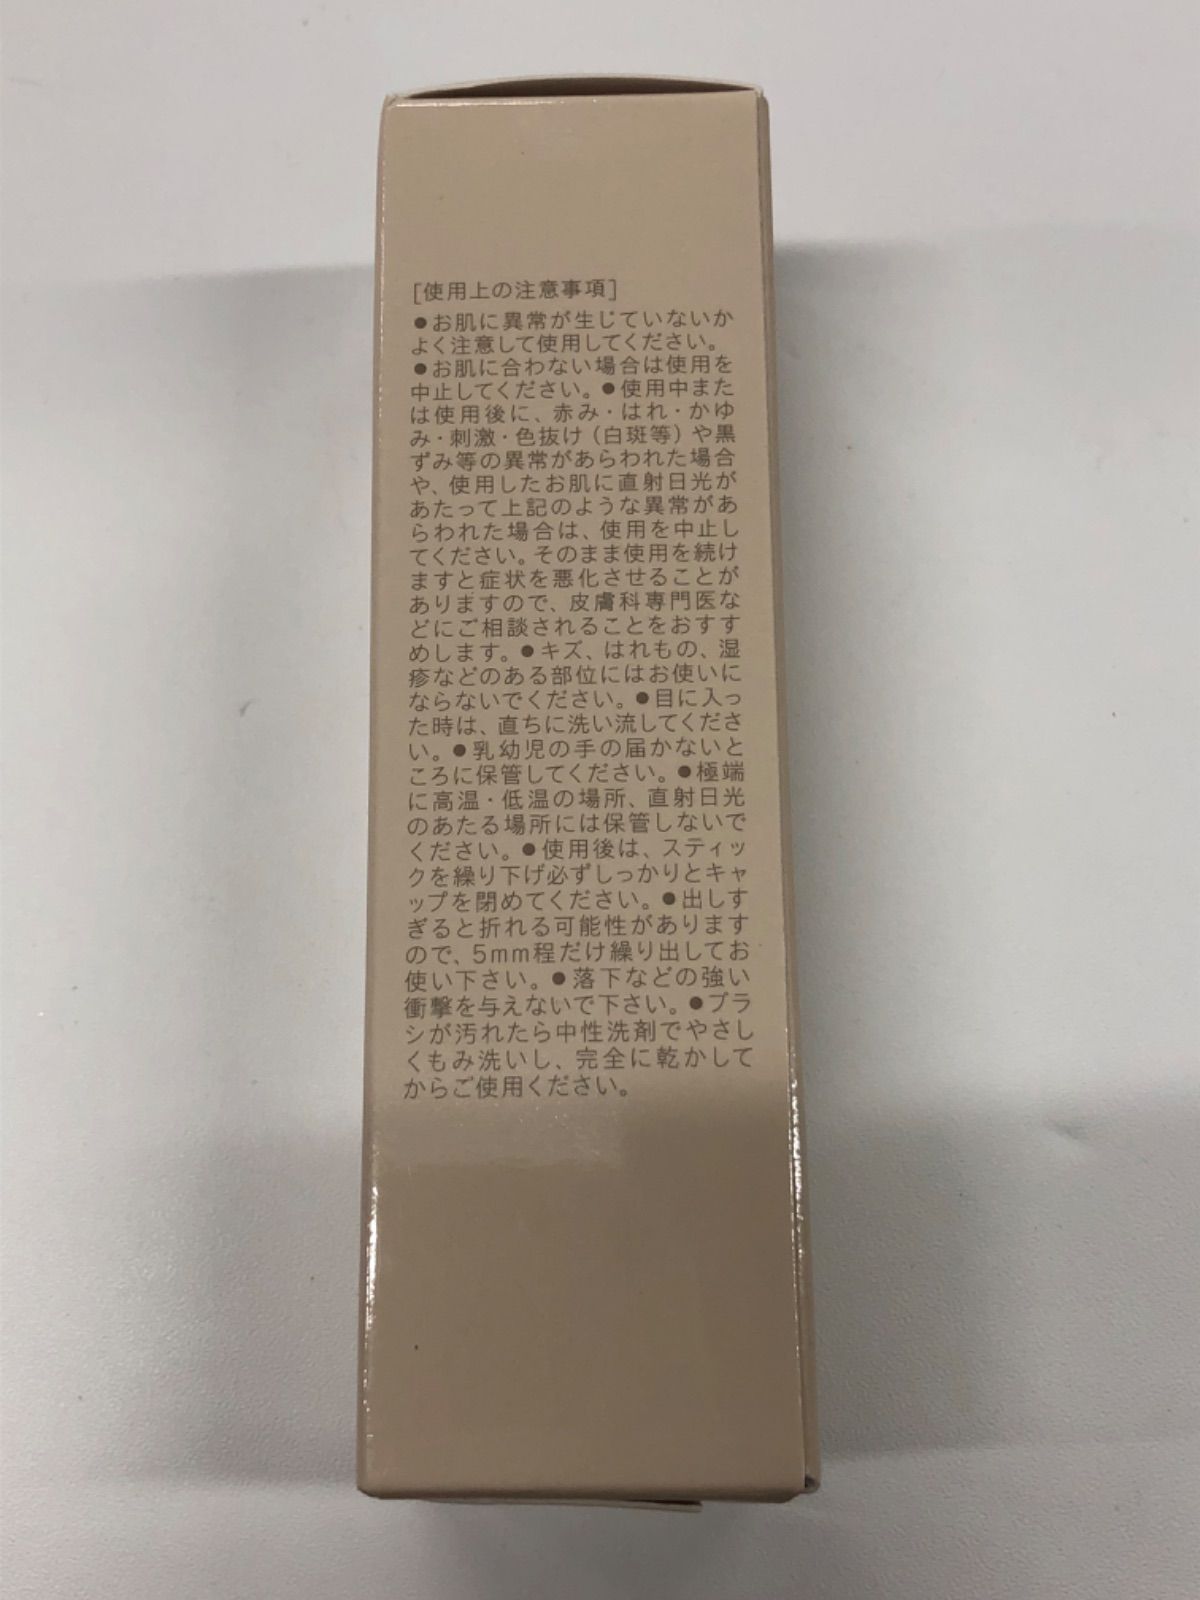 [使用上の注意事項]
●お肌に異常が生じていないか
よく注意して使用してください。
●お肌に合わない場合は使用を
中止してください。●使用中また
は使用後に、赤み・はれ・かゆ
み・刺激・色抜け(白斑等)や黒
ずみ等の異常があらわれた場合
や、使用したお肌に直射日光が
あたって上記のような異常があ
らわれた場合は、使用を中止し
てください。そのまま使用を続け
ますと症状を悪化させることが
ありますので、皮膚科専門医な
どにご相談されることをおすす
めします。●キズ、はれもの、湿
疹などのある部位にはお使いに
ならないでください。●目に入っ
た時は、直ちに洗い流してくださ
い。●乳幼児の手の届かないと
ころに保管してください。●極端
に高温・低温の場所、直射日光
のあたる場所には保管しないで
ください。●使用後は、スティッ
クを繰り下げ必ずしっかりとキャ
ップを閉めてください。●出しす
ぎると折れる可能性があります
ので、5mm程だけ繰り出してお
使い下さい。●落下などの強い
衝撃を与えないで下さい。●ブラ
シが汚れたら中性洗剤でやさし
くもみ洗いし、完全に乾かして
からご使用ください。